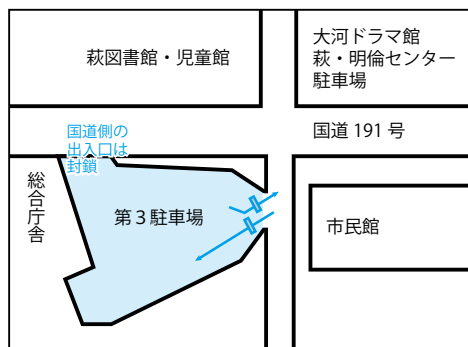 萩図書館・児童館
大河ドラマ館
萩・明倫センター
駐車場
国道側の
出入口は
封鎖
国道 191 号
総合庁舎
第３駐車場
市民館